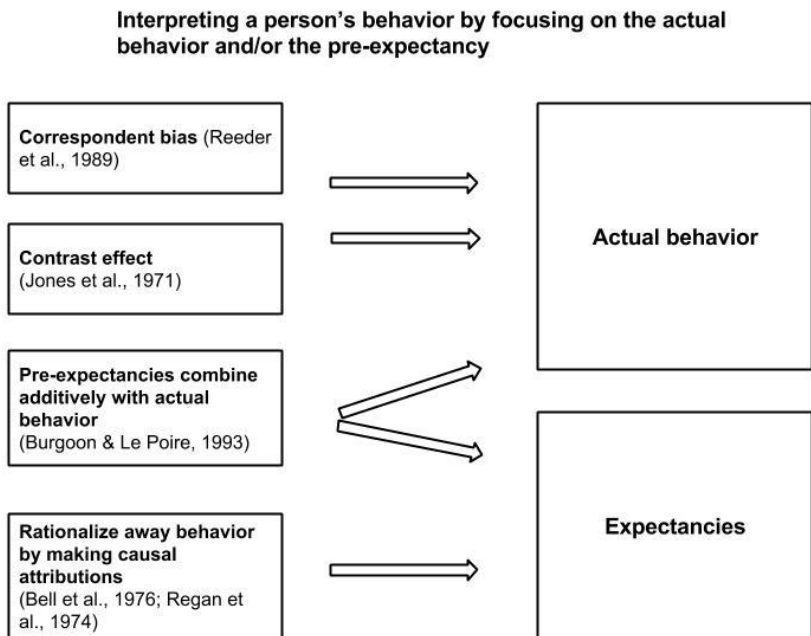 Interpreting a person's behavior by focusing on the actual
behavior and/or the pre-expectancy
Correspondent bias (Reeder
et al., 1989)
Contrast effect
(Jones et al., 1971)
Pre-expectancies combine
additively with actual
behavior
(Burgoon & Le Poire, 1993)
Rationalize away behavior
by making causal
attributions
(Bell et al., 1976; Regan et
al., 1974)
Actual behavior
Expectancies